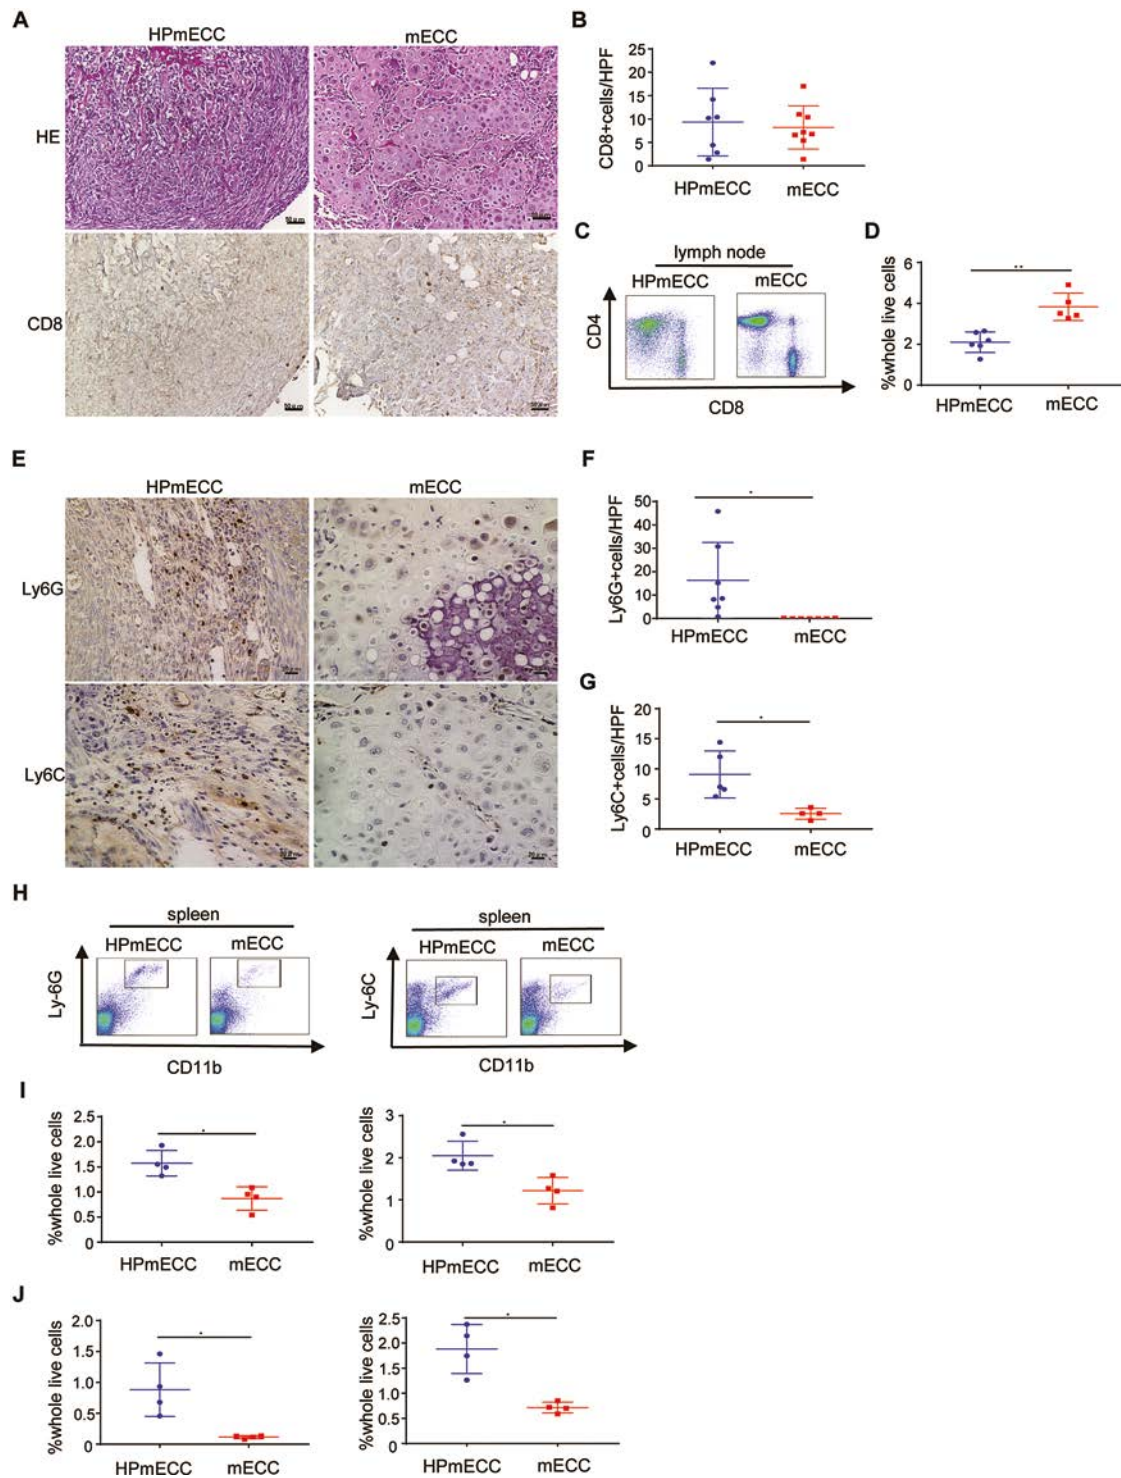 A
HPmECC
mECC
HE
CD8
50 µm
B
CD8+cells/HPF
25
20
15
10
5
0
HPmECC
mECC
C
lymph node
HPmECC
mECC
CD4
CD8
D
%whole live cells
6
4
2
0
**
HPmECC
mECC
E
HPmECC
mECC
Ly6G
Ly6C
F
Ly6G+cells/HPF
50
40
30
20
10
0
*
HPmECC
mECC
G
Ly6C+cells/HPF
20
15
10
5
0
*
HPmECC
mECC
H
spleen
HPmECC
mECC
Ly-6G
CD11b
spleen
HPmECC
mECC
Ly-6C
CD11b
I
%whole live cells
2.5
2.0
1.5
1.0
0.5
0
*
HPmECC
mECC
%whole live cells
3
2
1
0
*
HPmECC
mECC
J
%whole live cells
2.0
1.5
1.0
0.5
0
*
HPmECC
mECC
%whole live cells
2.5
2.0
1.5
1.0
0.5
0
*
HPmECC
mECC